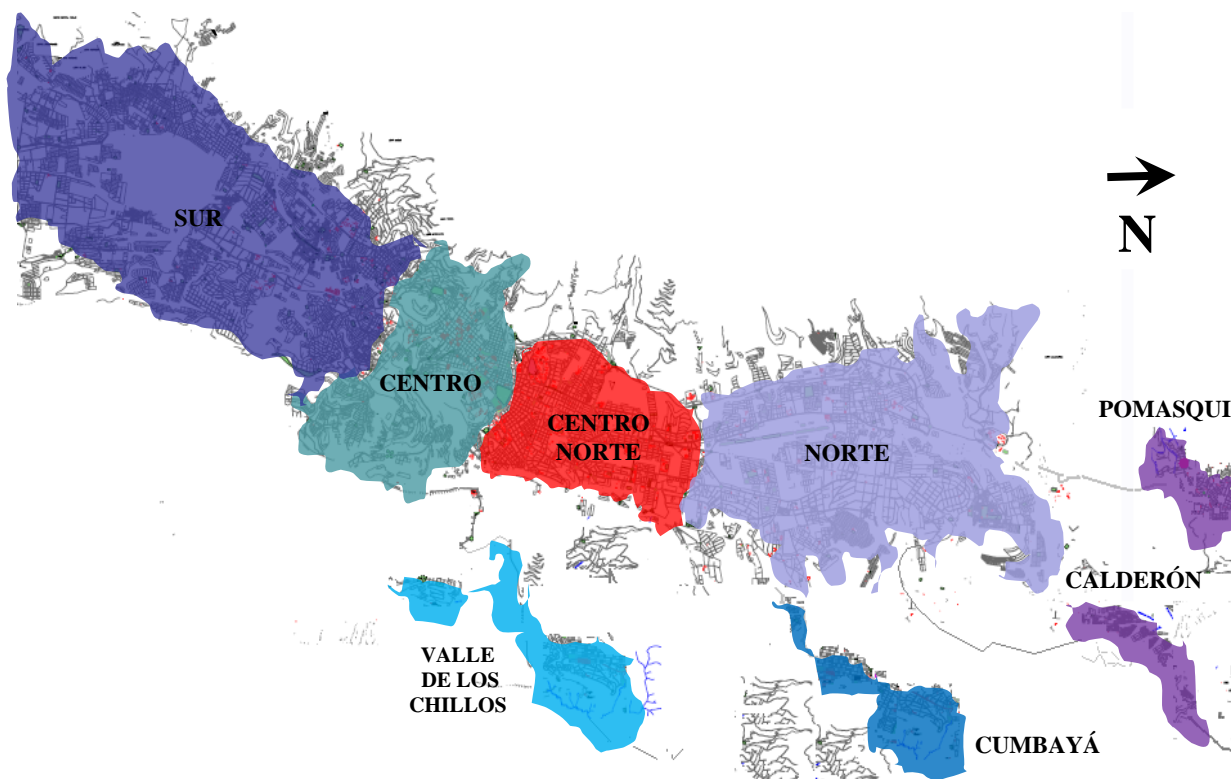 SUR
N
CENTRO
CENTRO
NORTE
NORTE
POMASQUI
CALDERÓN
VALLE
DE LOS
CHILLOS
CUMBAYÁ